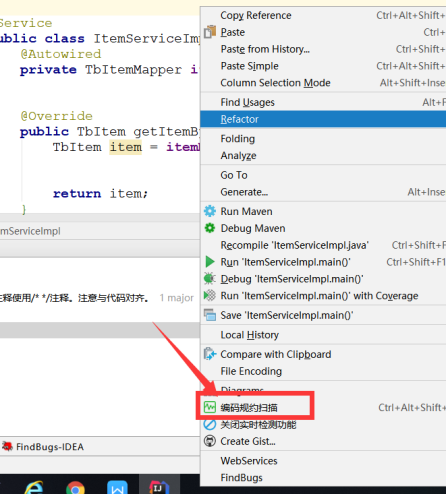 Service
ublic class ItemServiceImp
@Autowired
private TbItemMapper i
@Override
public TbItem getItemB
TbItem item = item
return item;
}
mServiceImpl
注释使用/* */注释。注意与代码对齐。 1 major
FindBugs-IDEA
Copy Reference Ctrl+Alt+Shift+
Paste Ctrl+
Paste from History... Ctrl+Shift+
Paste Simple Ctrl+Alt+Shift+
Column Selection Mode Alt+Shift+Inse
Find Usages Alt+F
Refactor
Folding
Analyze
Go To
Generate... Alt+Inse
Run Maven
Debug Maven
Recompile 'ItemServiceImpl.java' Ctrl+Shift+F
Run 'ItemServiceImpl.main()' Ctrl+Shift+F1
Debug 'ItemServiceImpl.main()'
Run 'ItemServiceImpl.main()' with Coverage
Save 'ItemServiceImpl.main()'
Local History
Compare with Clipboard
File Encoding
Diagrams
编码规约扫描 Ctrl+Alt+Shift+
关闭实时检测功能
Create Gist...
WebServices
FindBugs